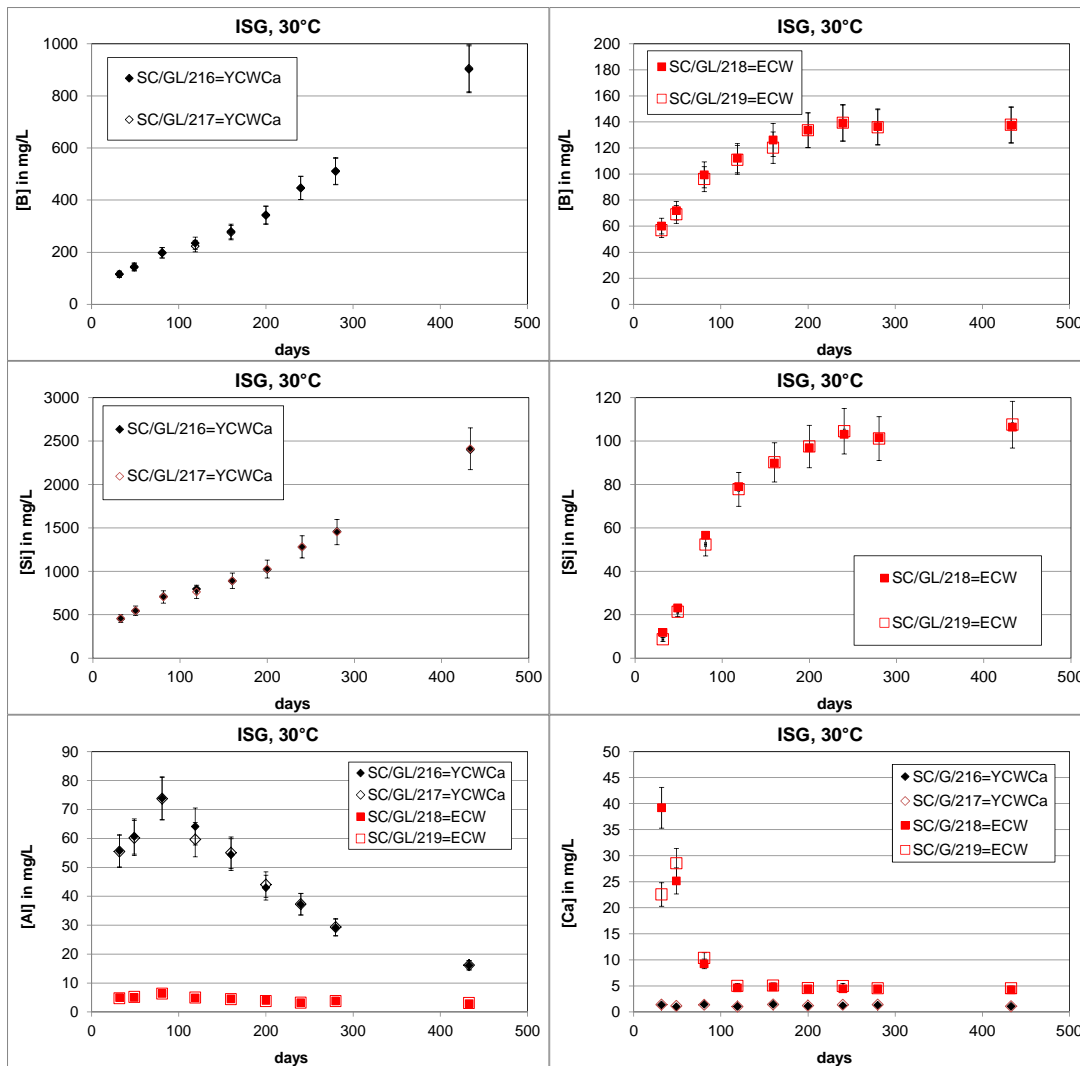 ISG, 30°C
1000
800
600
400
200
0
[B] in mg/L
SC/GL/216=YCWCa
SC/GL/217=YCWCa
0 100 200 300 400 500
days
ISG, 30°C
200
180
160
140
120
100
80
60
40
20
0
[B] in mg/L
SC/GL/218=ECW
SC/GL/219=ECW
0 100 200 300 400 500
days
ISG, 30°C
3000
2500
2000
1500
1000
500
0
[Si] in mg/L
SC/GL/216=YCWCa
SC/GL/217=YCWCa
0 100 200 300 400 500
days
ISG, 30°C
120
100
80
60
40
20
0
[Si] in mg/L
SC/GL/218=ECW
SC/GL/219=ECW
0 100 200 300 400 500
days
ISG, 30°C
90
80
70
60
50
40
30
20
10
0
[Al] in mg/L
SC/GL/216=YCWCa
SC/GL/217=YCWCa
SC/GL/218=ECW
SC/GL/219=ECW
0 100 200 300 400 500
days
ISG, 30°C
50
45
40
35
30
25
20
15
10
5
0
[Ca] in mg/L
SC/G/216=YCWCa
SC/G/217=YCWCa
SC/G/218=ECW
SC/G/219=ECW
0 100 200 300 400 500
days